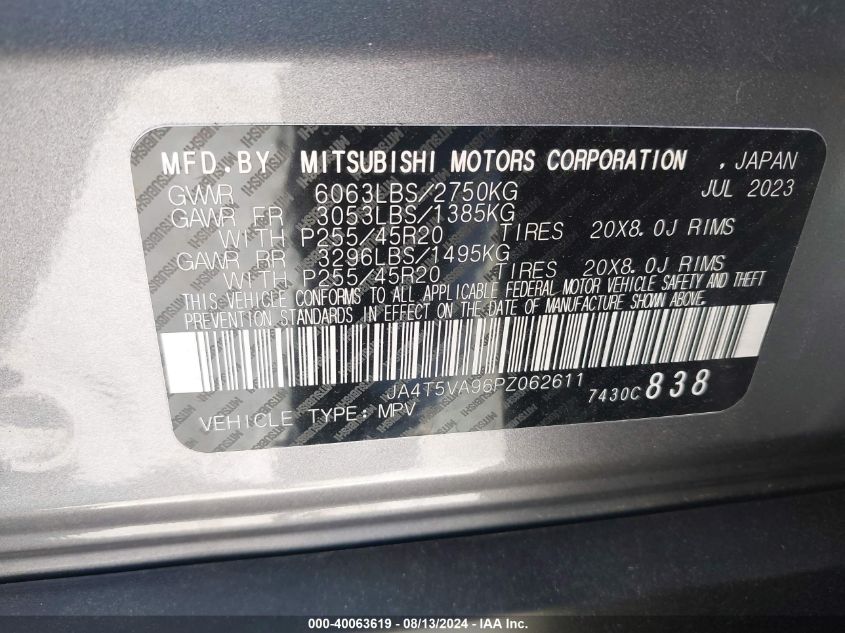 MFD.BY MITSUBISHI MOTORS CORPORATION , JAPAN
GVWR 6063LBS/2750KG JUL 2023
GAWR FR 3053LBS/1385KG
WITH P255/45R20 TIRES 20X8.0J RIMS
GAWR RR 3296LBS/1495KG
WITH P255/45R20 TIRES 20X8.0J RIMS
THIS VEHICLE CONFORMS TO ALL APPLICABLE FEDERAL MOTOR VEHICLE SAFETY AND THEFT
PREVENTION STANDARDS IN EFFECT ON THE DATE OF MANUFACTURE SHOWN ABOVE.
JA4T5VA96PZ062611
VEHICLE TYPE: MPV 7430C 838
000-40063619 - 08/13/2024 - IAA Inc.